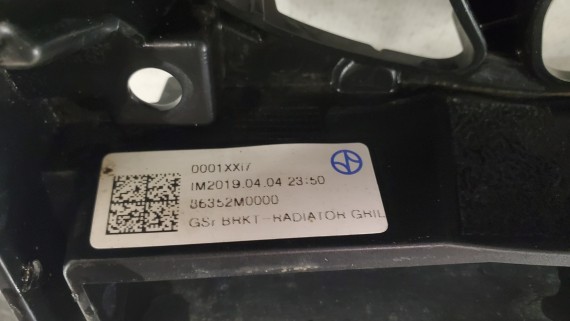 0001XXi7
IM2019.04.04 23:50
86352M0000
GSr BRKT-RADIATOR GRIL